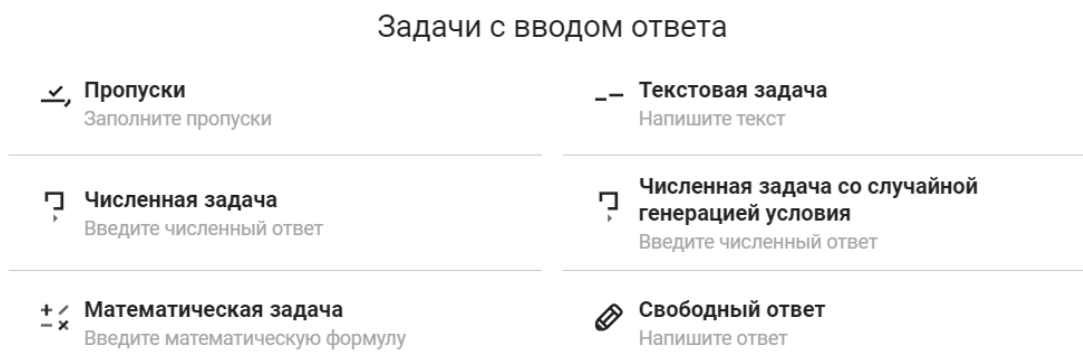 Задачи с вводом ответа
Пропуски
Заполните пропуски
Текстовая задача
Напишите текст
Численная задача
Введите численный ответ
Численная задача со случайной
генерацией условия
Введите численный ответ
Математическая задача
Введите математическую формулу
Свободный ответ
Напишите ответ